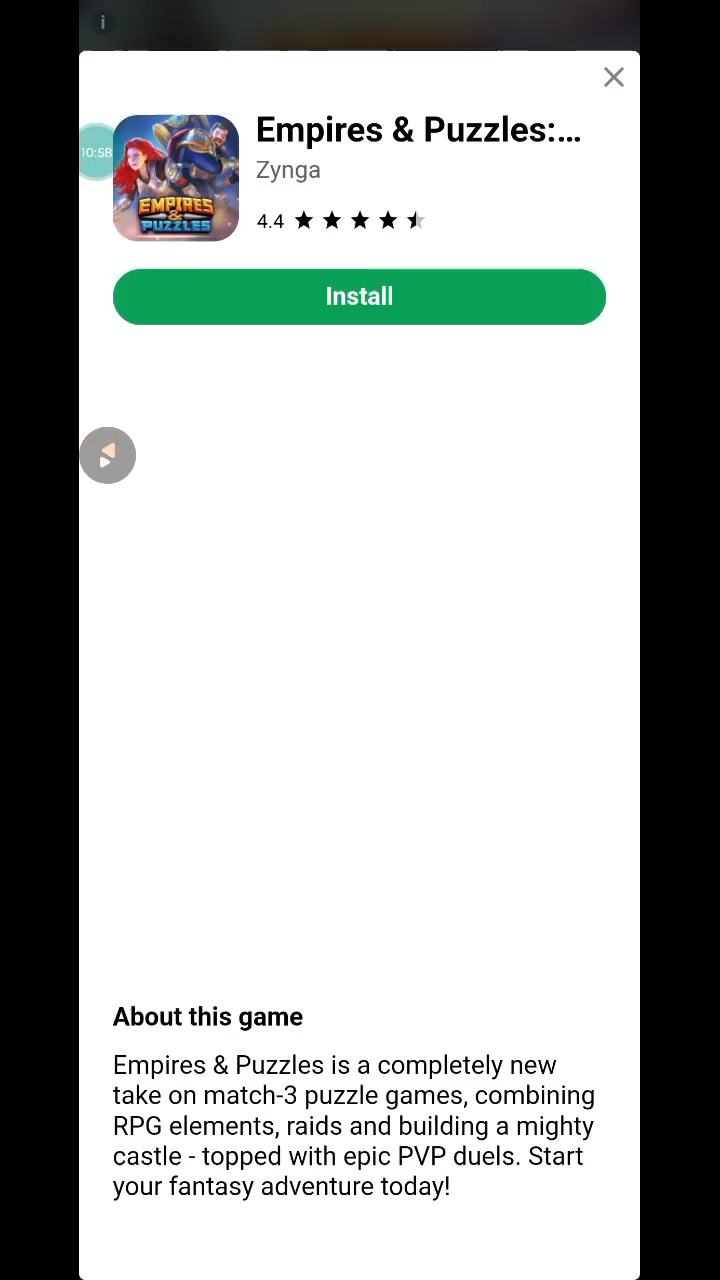 i
Empires & Puzzles:...
10:58
Zynga
EMPIRES
&
PUZZLES
4.4
Install
About this game
Empires & Puzzles is a completely new
take on match-3 puzzle games, combining
RPG elements, raids and building a mighty
castle - topped with epic PVP duels. Start
your fantasy adventure today!